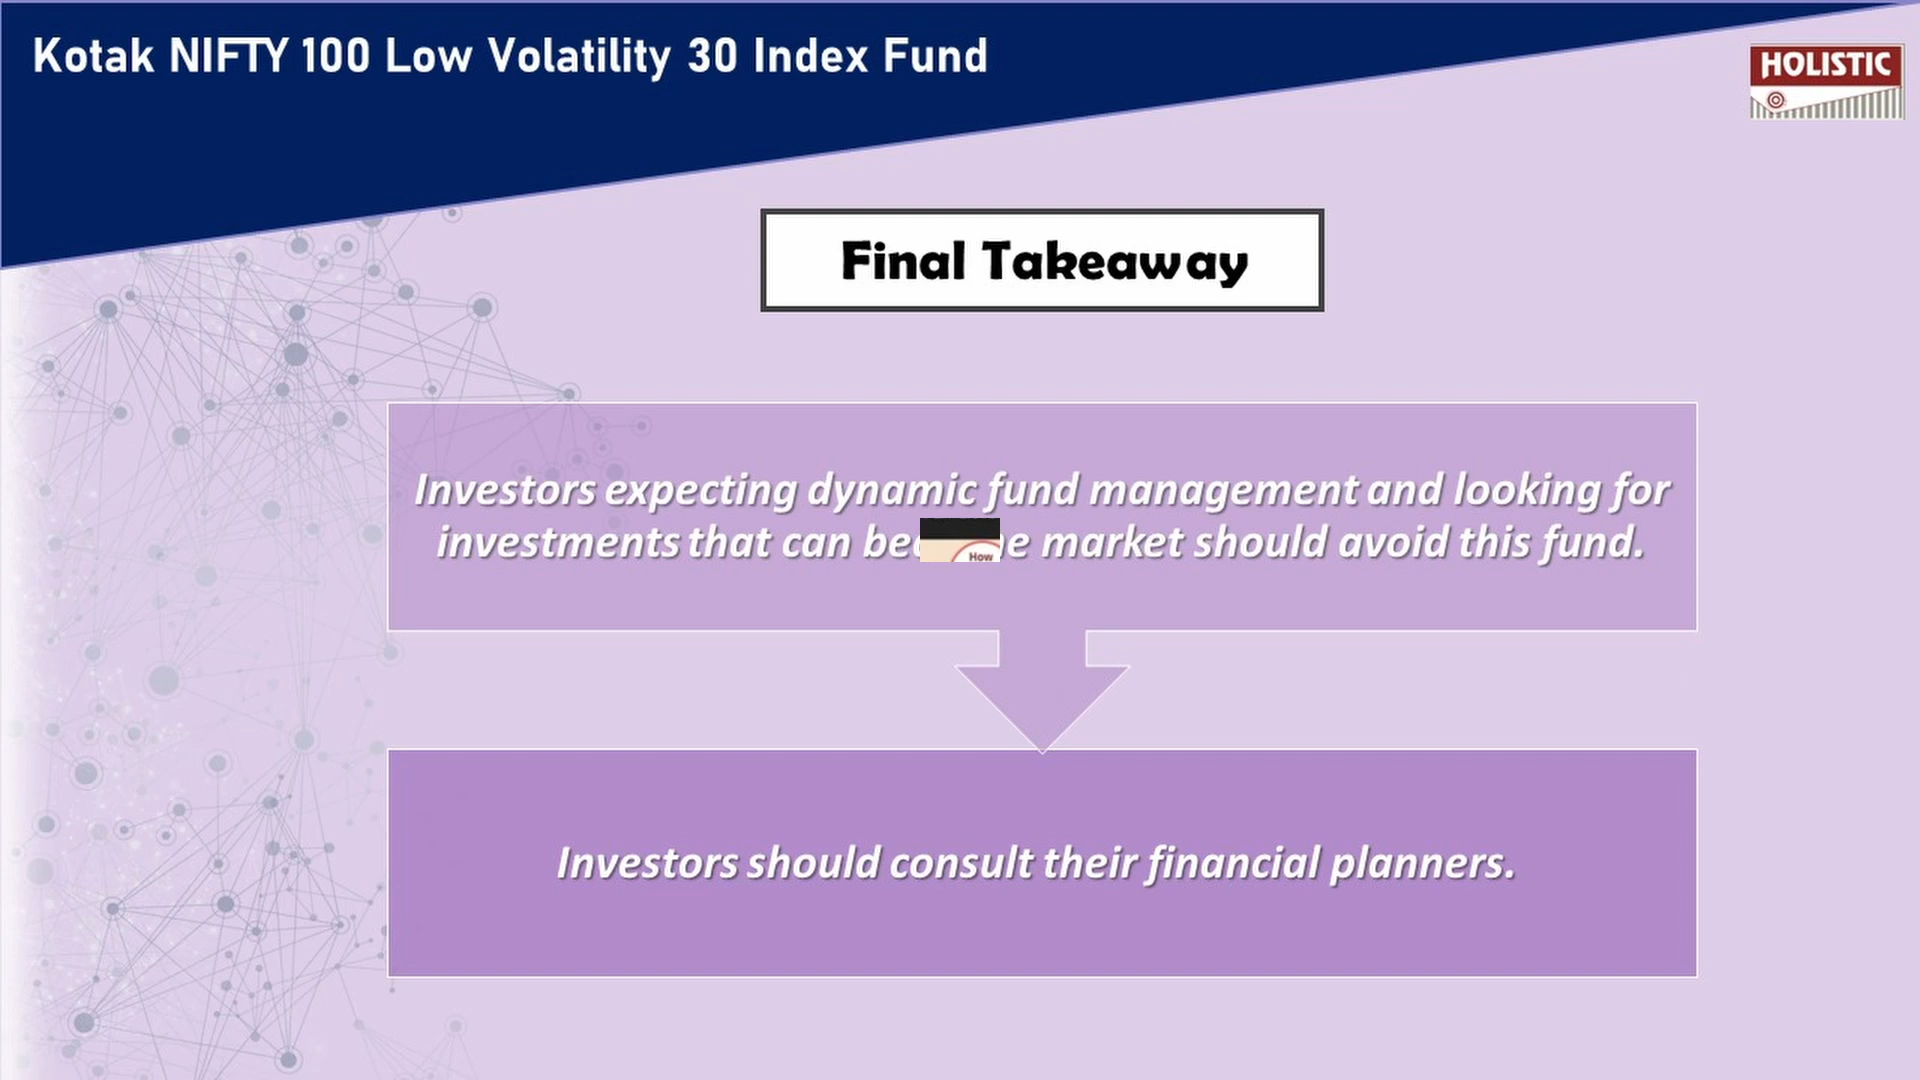 Kotak NIFTY 100 Low Volatility 30 Index Fund
HOLISTIC
Final Takeaway
Investors expecting dynamic fund management and looking for
investments that can market should avoid this fund.
How
Investors should consult their financial planners.